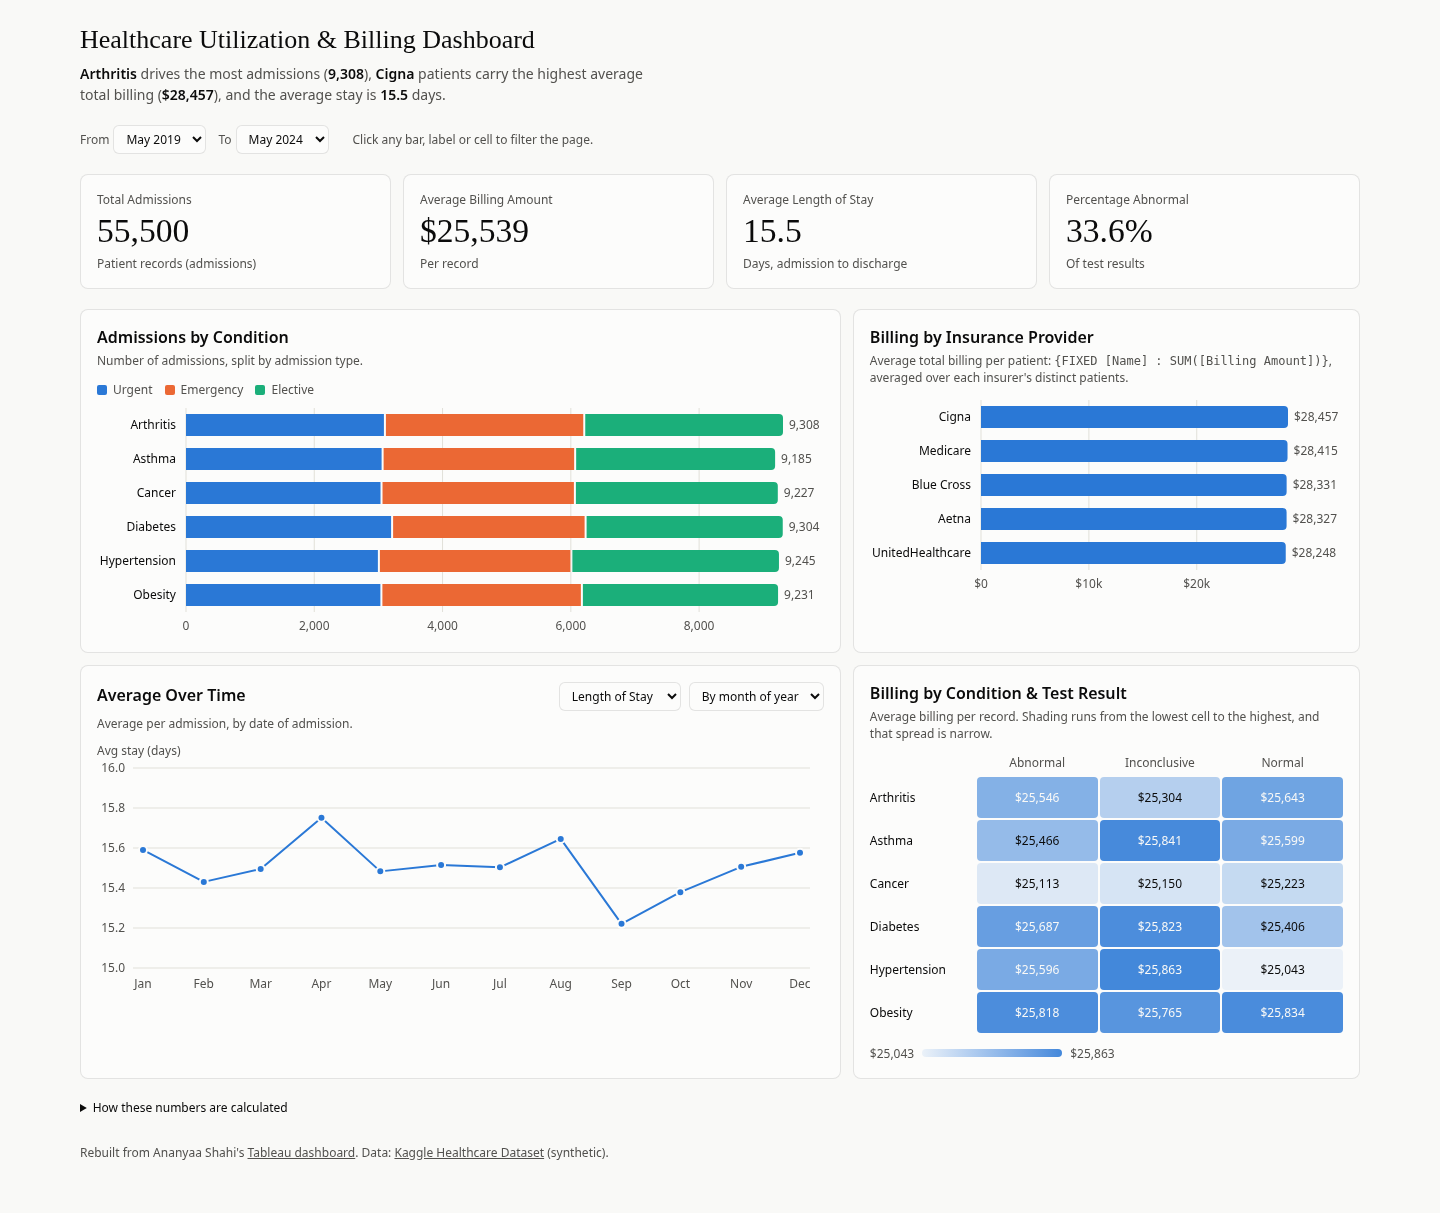 Healthcare Utilization & Billing Dashboard
Arthritis drives the most admissions (9,308), Cigna patients carry the highest average
total billing ($28,457), and the average stay is 15.5 days.
From May 2019 To May 2024 Click any bar, label or cell to filter the page.
Total Admissions
55,500
Patient records (admissions)
Average Billing Amount
$25,539
Per record
Average Length of Stay
15.5
Days, admission to discharge
Percentage Abnormal
33.6%
Of test results
Admissions by Condition
Number of admissions, split by admission type.
Urgent Emergency Elective
Arthritis 9,308
Asthma 9,185
Cancer 9,227
Diabetes 9,304
Hypertension 9,245
Obesity 9,231
0 2,000 4,000 6,000 8,000
Billing by Insurance Provider
Average total billing per patient: {FIXED [Name] : SUM([Billing Amount])},
averaged over each insurer's distinct patients.
Cigna $28,457
Medicare $28,415
Blue Cross $28,331
Aetna $28,327
UnitedHealthcare $28,248
$0 $10k $20k
Average Over Time
Length of Stay By month of year
Average per admission, by date of admission.
Avg stay (days)
16.0
15.8
15.6
15.4
15.2
15.0
Jan Feb Mar Apr May Jun Jul Aug Sep Oct Nov Dec
Billing by Condition & Test Result
Average billing per record. Shading runs from the lowest cell to the highest, and
that spread is narrow.
Abnormal Inconclusive Normal
Arthritis $25,546 $25,304 $25,643
Asthma $25,466 $25,841 $25,599
Cancer $25,113 $25,150 $25,223
Diabetes $25,687 $25,823 $25,406
Hypertension $25,596 $25,863 $25,043
Obesity $25,818 $25,765 $25,834
$25,043 $25,863
How these numbers are calculated
Rebuilt from Ananyaa Shahi's Tableau dashboard. Data: Kaggle Healthcare Dataset (synthetic).